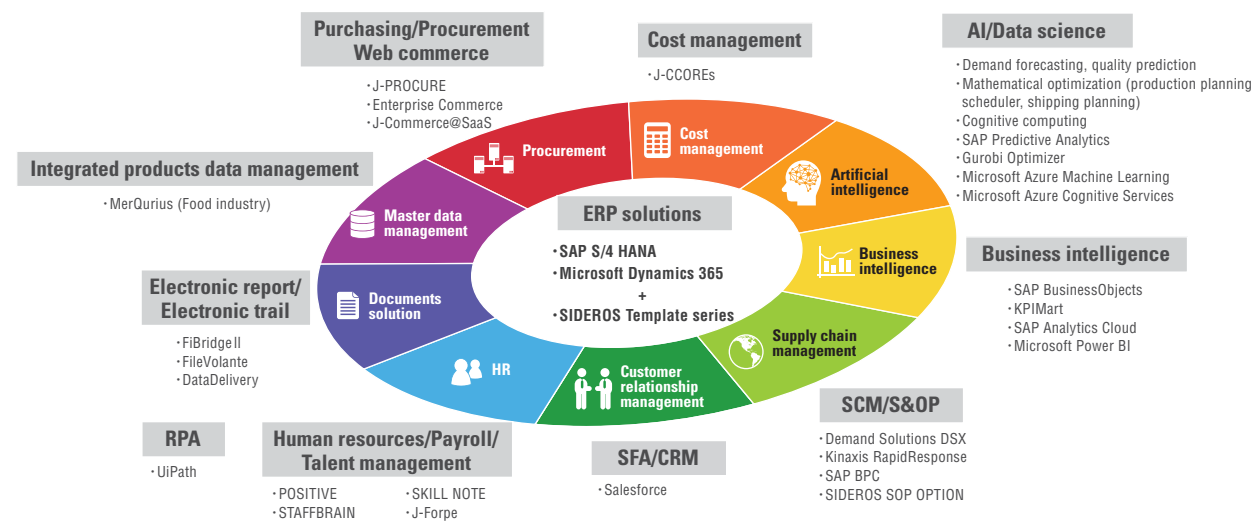 Purchasing/Procurement
Web commerce
・J-PROCURE
・Enterprise Commerce
・J-Commerce@SaaS
Cost management
・J-CCOREs
AI/Data science
・Demand forecasting, quality prediction
・Mathematical optimization (production planning
scheduler, shipping planning)
・Cognitive computing
・SAP Predictive Analytics
・Gurobi Optimizer
・Microsoft Azure Machine Learning
・Microsoft Azure Cognitive Services
Integrated products data management
・MerQurius (Food industry)
Procurement
Cost
management
Artificial
intelligence
Master data
management
ERP solutions
・SAP S/4 HANA
・Microsoft Dynamics 365
+
・SIDEROS Template series
Business
intelligence
Business intelligence
・SAP BusinessObjects
・KPIMart
・SAP Analytics Cloud
・Microsoft Power BI
Electronic report/
Electronic trail
・FiBridgeII
・FileVolante
・DataDelivery
Documents
solution
Supply chain
management
HR
Customer
relationship
management
RPA
・UiPath
Human resources/Payroll/
Talent management
・POSITIVE
・STAFFBRAIN
・SKILL NOTE
・J-Forpe
SFA/CRM
・Salesforce
SCM/S&OP
・Demand Solutions DSX
・Kinaxis RapidResponse
・SAP BPC
・SIDEROS SOP OPTION